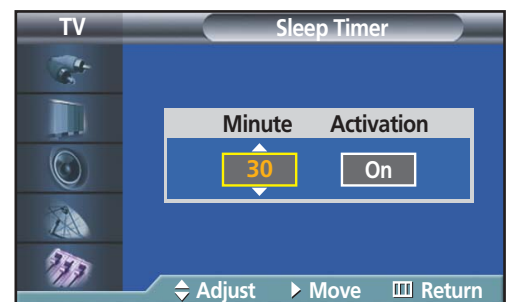 TV Sleep Timer
Minute Activation
30 On
Adjust Move Return